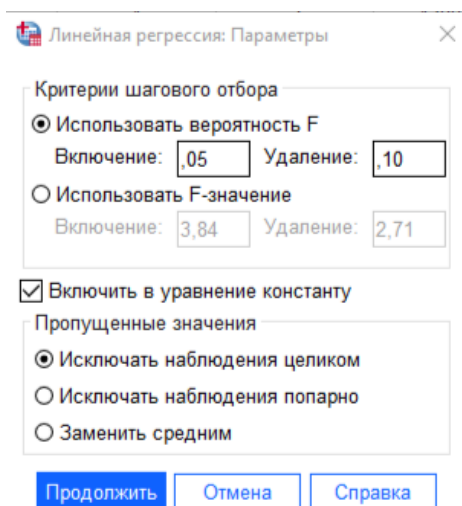 Линейная регрессия: Параметры
Критерии шагового отбора
Использовать вероятность F
Включение: ,05 Удаление: ,10
Использовать F-значение
Включение: 3,84 Удаление: 2,71
Включить в уравнение константу
Пропущенные значения
Исключать наблюдения целиком
Исключать наблюдения попарно
Заменить средним
Продолжить Отмена Справка